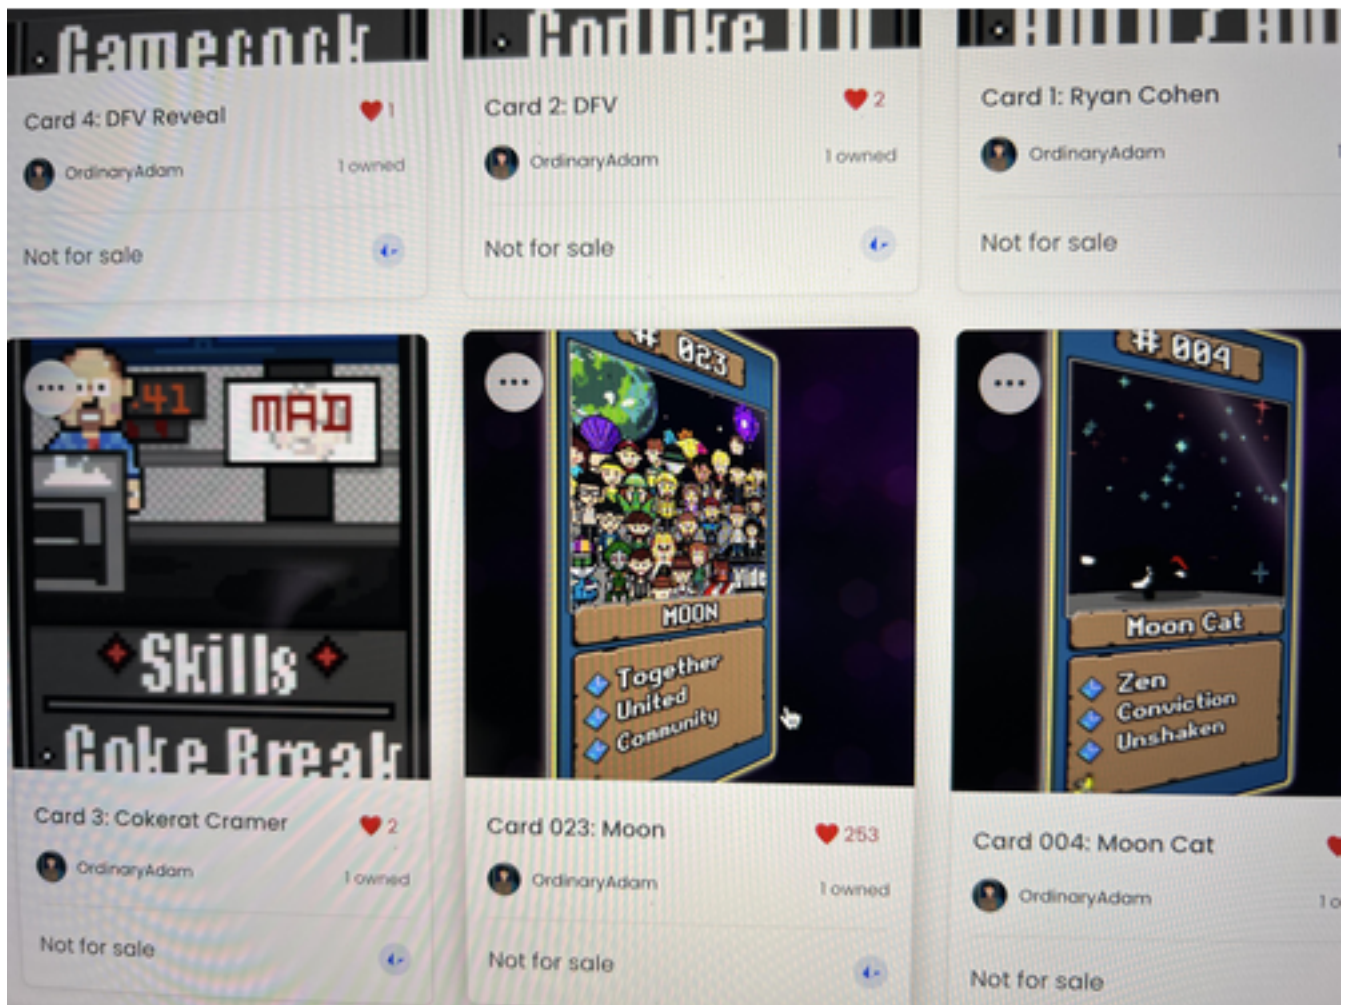 Gamecock
Godlike
Card 4: DFV Reveal
1
OrdinaryAdam
1 owned
Not for sale
Card 2: DFV
2
OrdinaryAdam
1 owned
Not for sale
Card 1: Ryan Cohen
OrdinaryAdam
1
Not for sale
.41
MAD
Skills
Coke Break
Card 3: Cokerat Cramer
2
OrdinaryAdam
1 owned
Not for sale
# 023
MOON
Together
United
Community
Card 023: Moon
253
OrdinaryAdam
1 owned
Not for sale
# 004
Moon Cat
Zen
Conviction
Unshaken
Card 004: Moon Cat
OrdinaryAdam
1 o
Not for sale